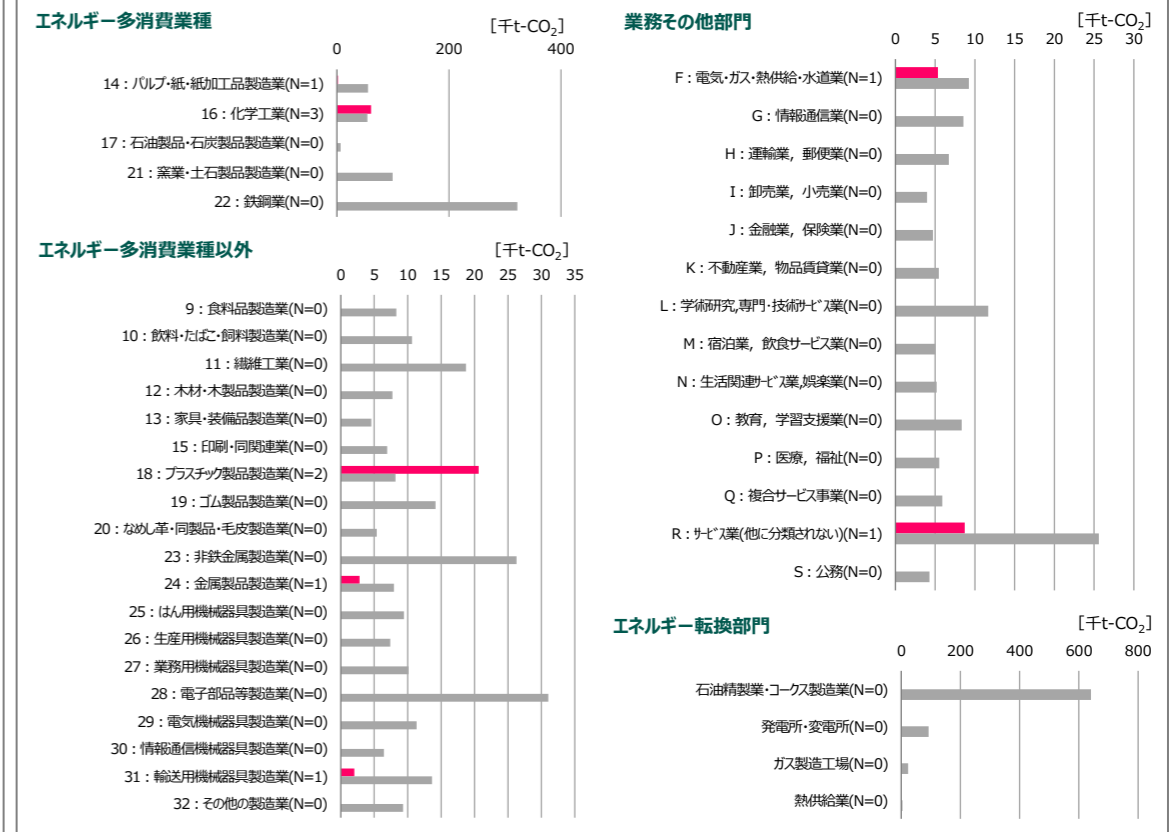 エネルギー多消費業種
[千t-CO₂]
0 200 400
14：パルプ・紙・紙加工品製造業(N=1)
16：化学工業(N=3)
17：石油製品・石炭製品製造業(N=0)
21：窯業・土石製品製造業(N=0)
22：鉄鋼業(N=0)
エネルギー多消費業種以外
[千t-CO₂]
0 5 10 15 20 25 30 35
9：食料品製造業(N=0)
10：飲料・たばこ・飼料製造業(N=0)
11：繊維工業(N=0)
12：木材・木製品製造業(N=0)
13：家具・装備品製造業(N=0)
15：印刷・同関連業(N=0)
18：プラスチック製品製造業(N=2)
19：ゴム製品製造業(N=0)
20：なめし革・同製品・毛皮製造業(N=0)
23：非鉄金属製造業(N=0)
24：金属製品製造業(N=1)
25：はん用機械器具製造業(N=0)
26：生産用機械器具製造業(N=0)
27：業務用機械器具製造業(N=0)
28：電子部品等製造業(N=0)
29：電気機械器具製造業(N=0)
30：情報通信機械器具製造業(N=0)
31：輸送用機械器具製造業(N=1)
32：その他の製造業(N=0)
業務その他部門
[千t-CO₂]
0 5 10 15 20 25 30
F：電気・ガス・熱供給・水道業(N=1)
G：情報通信業(N=0)
H：運輸業，郵便業(N=0)
I：卸売業，小売業(N=0)
J：金融業，保険業(N=0)
K：不動産業，物品賃貸業(N=0)
L：学術研究,専門・技術サービス業(N=0)
M：宿泊業，飲食サービス業(N=0)
N：生活関連サービス業,娯楽業(N=0)
O：教育，学習支援業(N=0)
P：医療，福祉(N=0)
Q：複合サービス事業(N=0)
R：サービス業(他に分類されない)(N=1)
S：公務(N=0)
エネルギー転換部門
[千t-CO₂]
0 200 400 600 800
石油精製業・コークス製造業(N=0)
発電所・変電所(N=0)
ガス製造工場(N=0)
熱供給業(N=0)